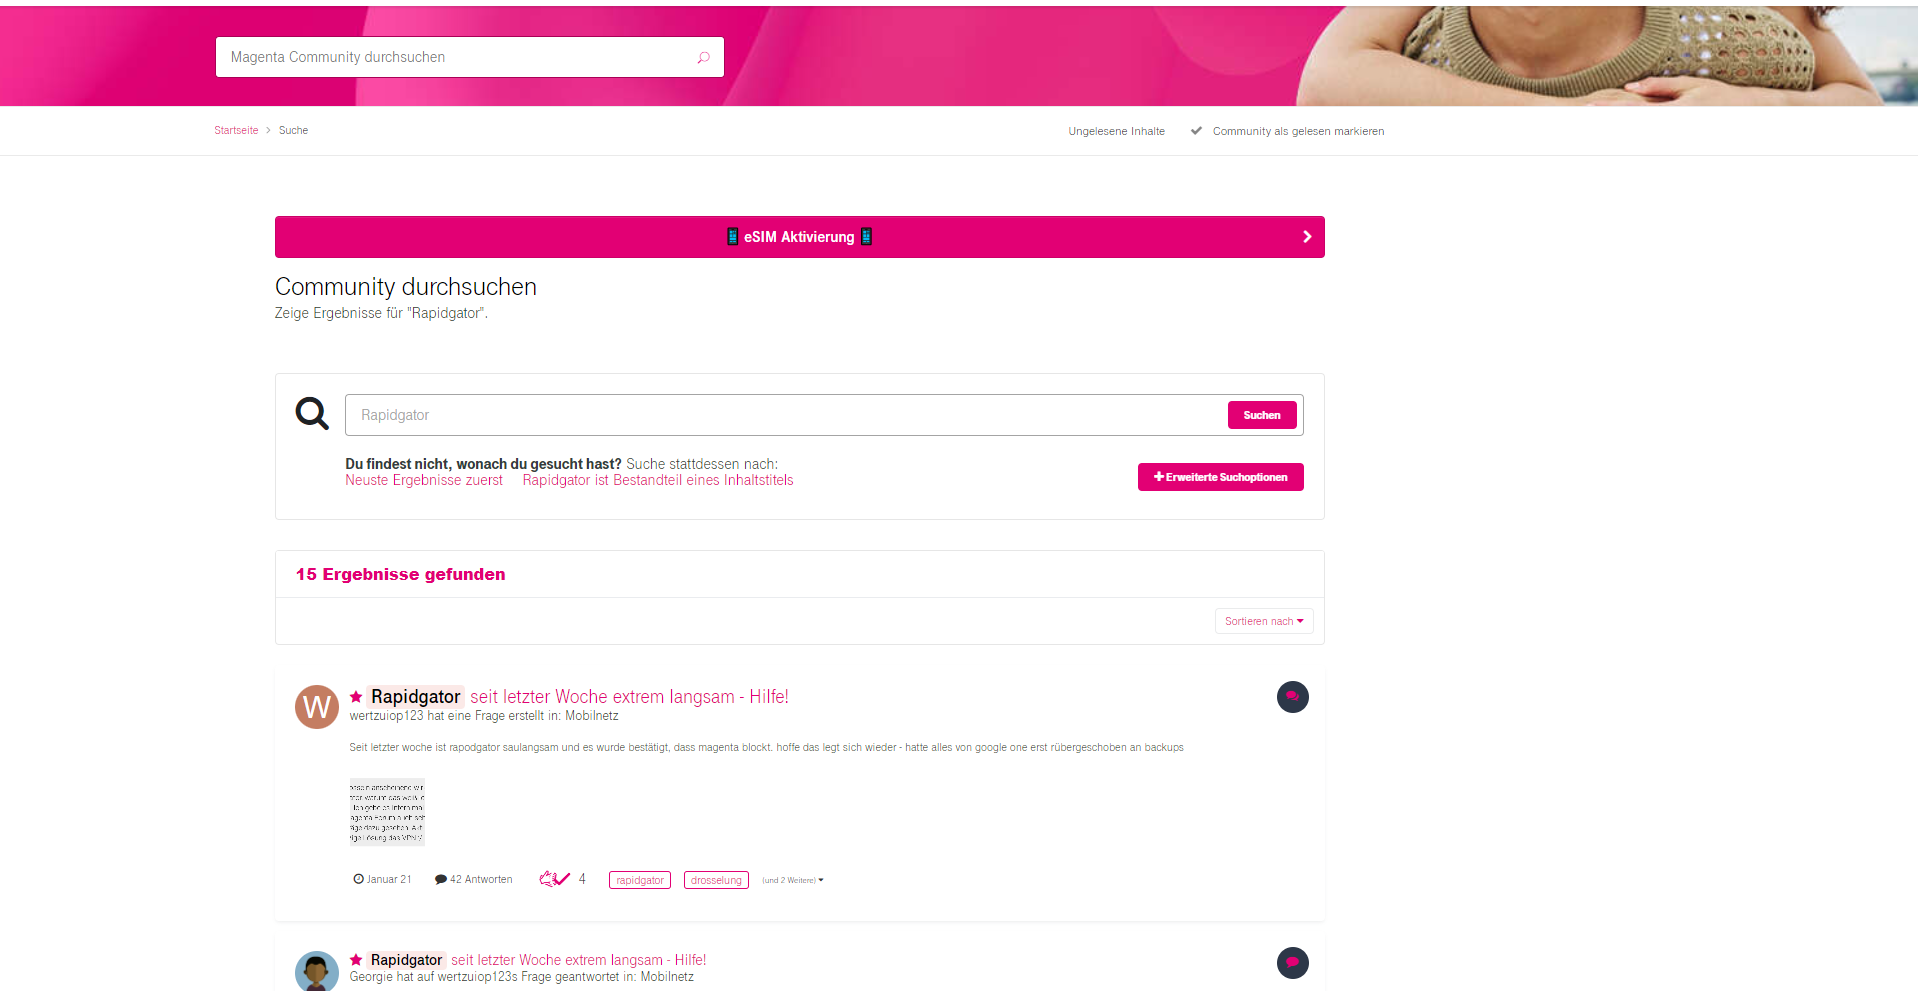 Magenta Community durchsuchen
Startseite > Suche
Ungelesene Inhalte
Community als gelesen markieren
eSIM Aktivierung
Community durchsuchen
Zeige Ergebnisse für "Rapidgator".
Rapidgator
Suchen
Du findest nicht, wonach du gesucht hast? Suche stattdessen nach:
Neuste Ergebnisse zuerst Rapidgator ist Bestandteil eines Inhaltstitels
+ Erweiterte Suchoptionen
15 Ergebnisse gefunden
Sortieren nach
W
Rapidgator seit letzter Woche extrem langsam - Hilfe!
wertzuiop123 hat eine Frage erstellt in: Mobilnetz
Seit letzter woche ist rapodgator saulangsam und es wurde bestätigt, dass magenta blockt. hoffe das legt sich wieder - hatte alles von google one erst rübergeschoben an backups
Januar 21 42 Antworten 4 rapidgator drosselung (und 2 Weitere)
Rapidgator seit letzter Woche extrem langsam - Hilfe!
Georgie hat auf wertzuiop123s Frage geantwortet in: Mobilnetz